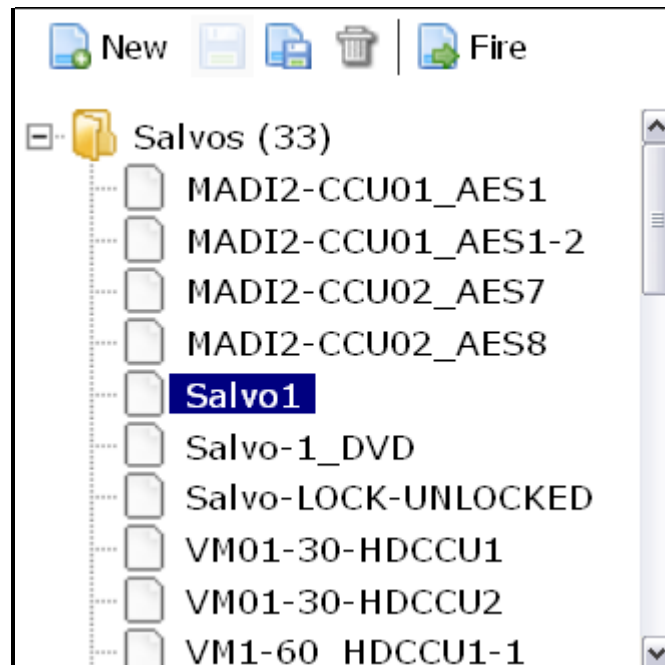 New Fire
Salvos (33)
MADI2-CCU01_AES1
MADI2-CCU01_AES1-2
MADI2-CCU02_AES7
MADI2-CCU02_AES8
Salvo1
Salvo-1_DVD
Salvo-LOCK-UNLOCKED
VM01-30-HDCCU1
VM01-30-HDCCU2
VM1-60_HDCCU1-1